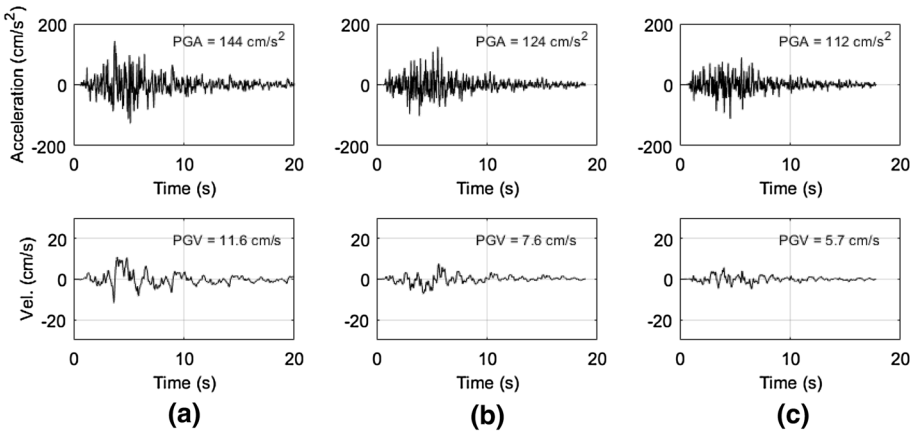 PGA = 144 cm/s²
PGA = 124 cm/s²
PGA = 112 cm/s²
Acceleration (cm/s²)
200
0
-200
0 10 20
Time (s)
200
0
-200
0 10 20
Time (s)
200
0
-200
0 10 20
Time (s)
PGV = 11.6 cm/s
PGV = 7.6 cm/s
PGV = 5.7 cm/s
Vel. (cm/s)
20
0
-20
0 10 20
Time (s)
20
0
-20
0 10 20
Time (s)
20
0
-20
0 10 20
Time (s)
(a)
(b)
(c)